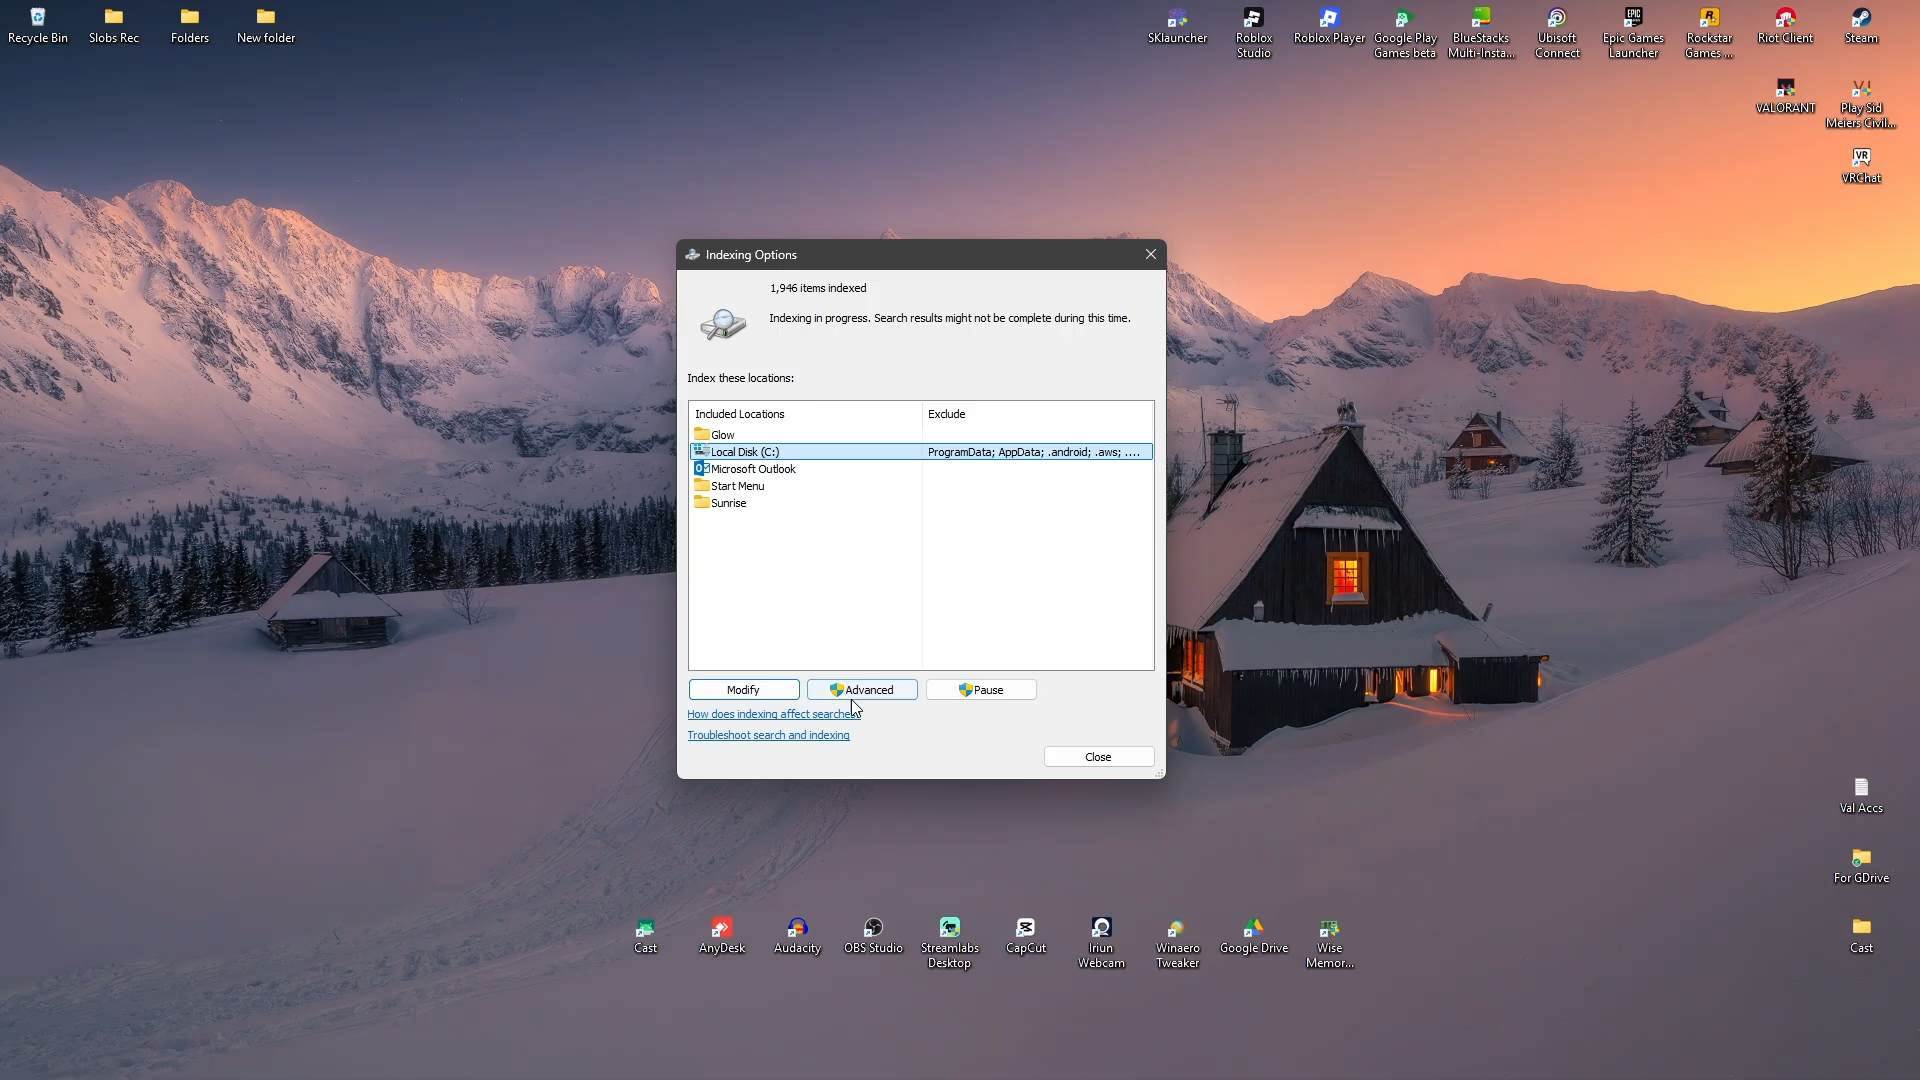 Recycle Bin
Slobs Rec
Folders
New folder
SKlauncher
Roblox
Studio
Roblox Player
Google Play
Games beta
BlueStacks
Multi-Insta...
Ubisoft
Connect
Epic Games
Launcher
Rockstar
Games ...
Riot Client
Steam
VALORANT
Play Sid
Meiers Civil...
VR
VRChat
Indexing Options
1,946 items indexed
Indexing in progress. Search results might not be complete during this time.
Index these locations:
Included Locations
Exclude
Glow
Local Disk (C:)
ProgramData; AppData; .android; .aws; ....
Microsoft Outlook
Start Menu
Sunrise
Modify
Advanced
Pause
How does indexing affect searches
Troubleshoot search and indexing
Close
Val Accs
For GDrive
Cast
AnyDesk
Audacity
OBS Studio
Streamlabs
Desktop
CapCut
Iriun
Webcam
Winaero
Tweaker
Google Drive
Wise
Memor...
Cast